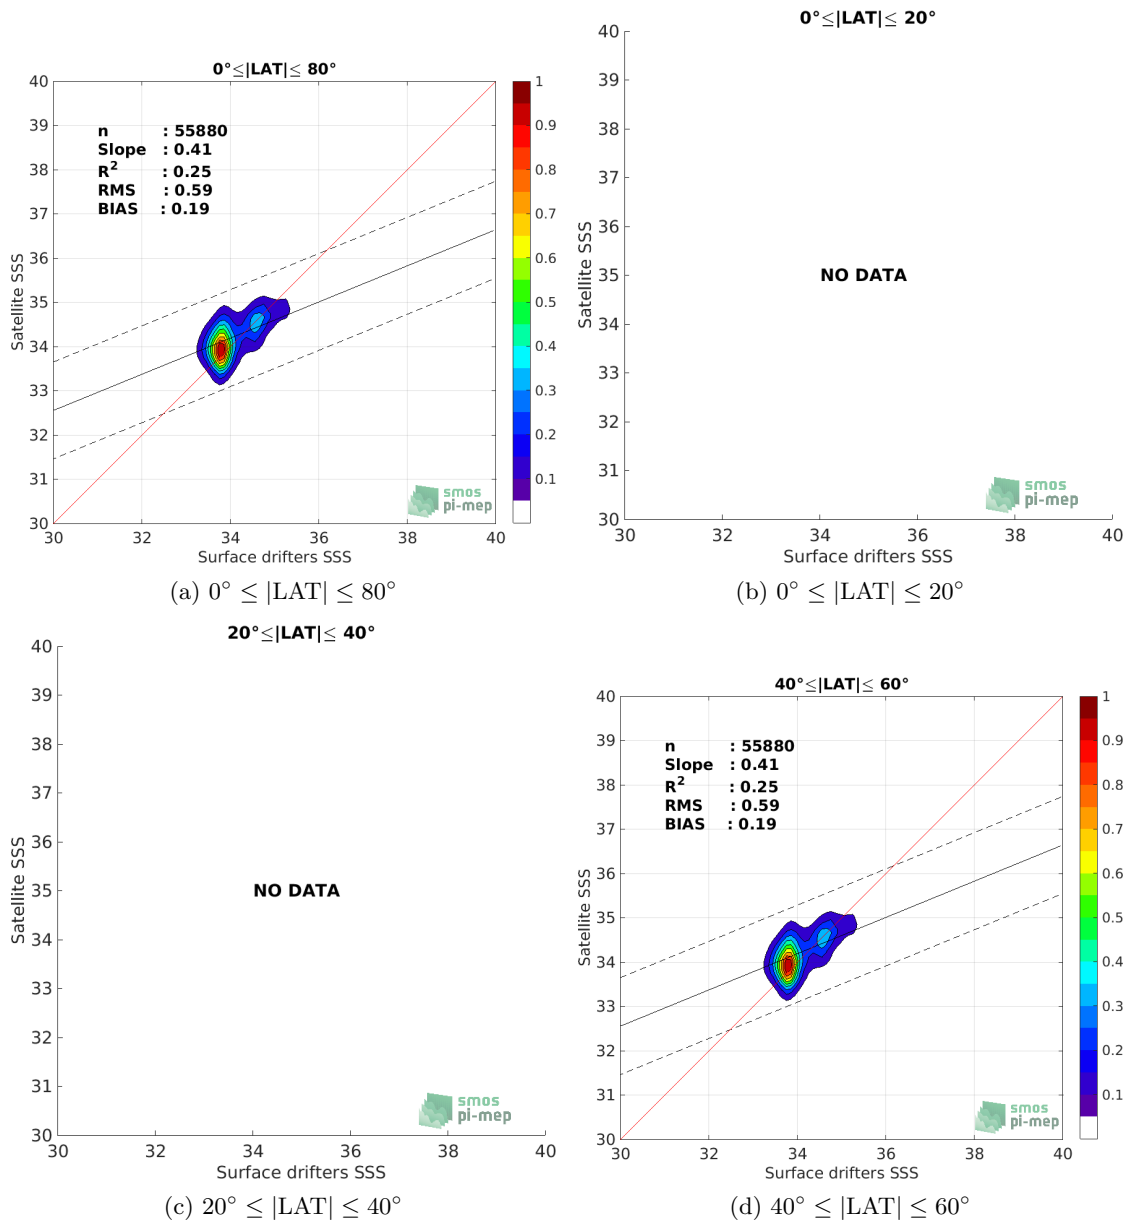 0°≤|LAT|≤ 80°
40
39
38
37
36
35
34
33
32
31
30
Satellite SSS
n : 55880
Slope : 0.41
R² : 0.25
RMS : 0.59
BIAS : 0.19
smos
pi-mep
30 32 34 36 38 40
Surface drifters SSS
1
0.9
0.8
0.7
0.6
0.5
0.4
0.3
0.2
0.1
(a) 0° ≤ |LAT| ≤ 80°
0°≤|LAT|≤ 20°
40
39
38
37
36
35
34
33
32
31
30
Satellite SSS
NO DATA
smos
pi-mep
30 32 34 36 38 40
Surface drifters SSS
(b) 0° ≤ |LAT| ≤ 20°
20°≤|LAT|≤ 40°
40
39
38
37
36
35
34
33
32
31
30
Satellite SSS
NO DATA
smos
pi-mep
30 32 34 36 38 40
Surface drifters SSS
(c) 20° ≤ |LAT| ≤ 40°
40°≤|LAT|≤ 60°
40
39
38
37
36
35
34
33
32
31
30
Satellite SSS
n : 55880
Slope : 0.41
R² : 0.25
RMS : 0.59
BIAS : 0.19
smos
pi-mep
30 32 34 36 38 40
Surface drifters SSS
1
0.9
0.8
0.7
0.6
0.5
0.4
0.3
0.2
0.1
(d) 40° ≤ |LAT| ≤ 60°